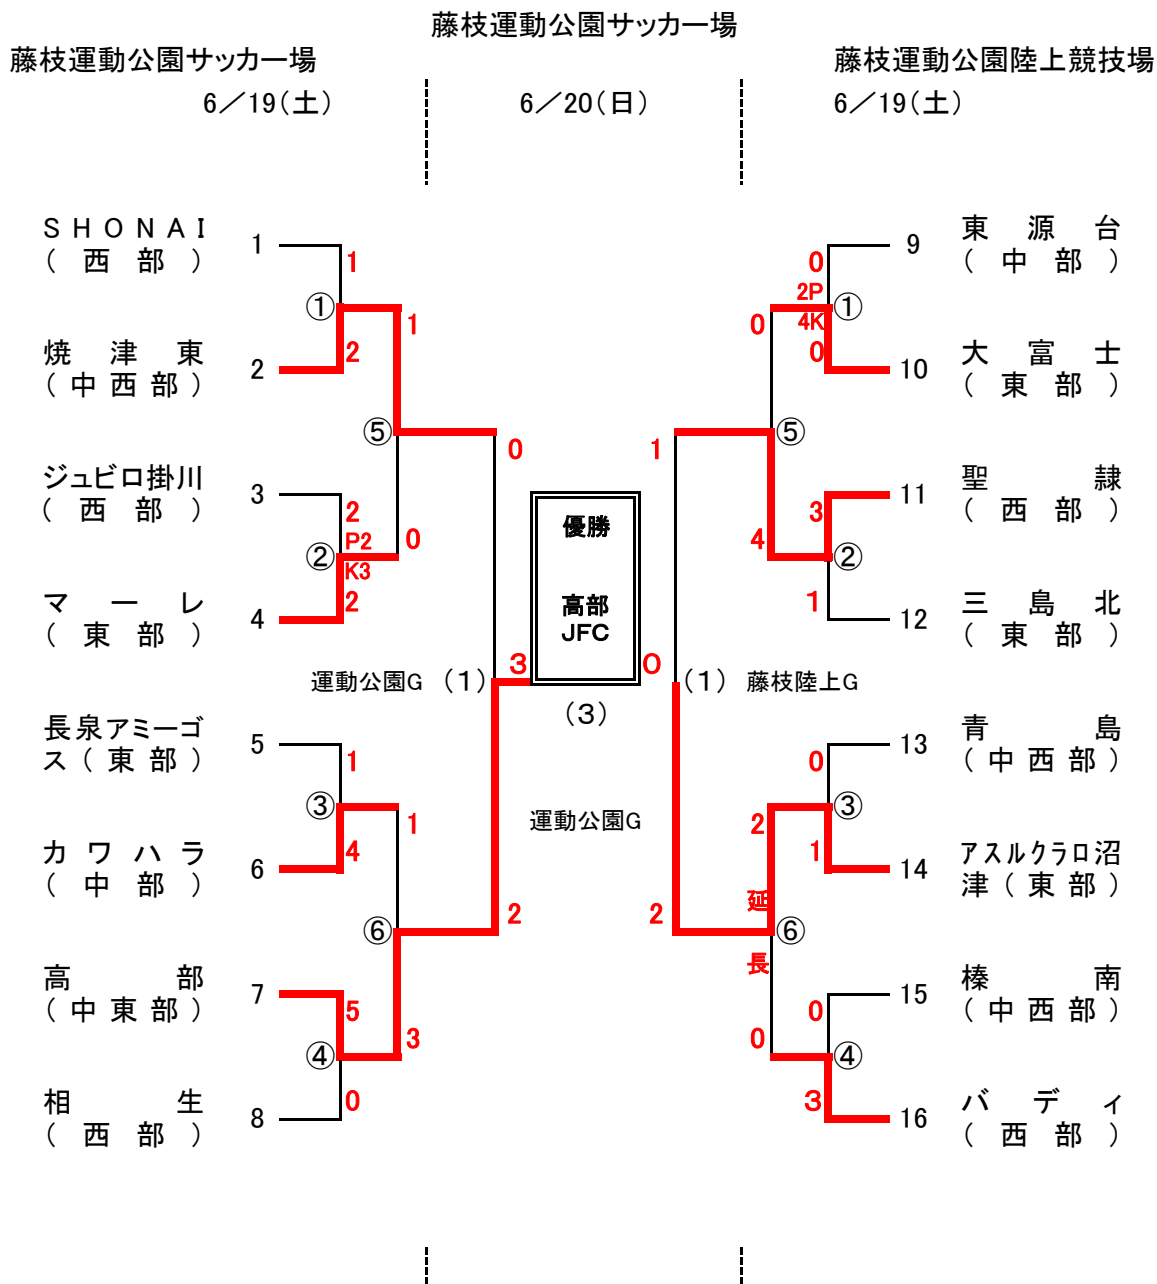 藤枝運動公園サッカー場
藤枝運動公園サッカー場
藤枝運動公園陸上競技場
6／19(土)
6／20(日)
6／19(土)
SHONAI
(西部)
1
1
①
焼津東
(中西部)
2
2
1
⑤
0
ジュビロ掛川
(西部)
3
2
P2
②
K3
0
マーレ
(東部)
4
2
運動公園G
(1)
3
長泉アミーゴ
ス(東部)
5
1
③
1
カワハラ
(中部)
6
4
⑥
2
高部
(中東部)
7
5
④
3
相生
(西部)
8
0
優勝
高部
JFC
(3)
運動公園G
東源台
(中部)
9
0
2P
①
4K
0
大富士
(東部)
10
0
⑤
1
聖隷
(西部)
11
3
②
4
三島北
(東部)
12
1
0
(1)
藤枝陸上G
青島
(中西部)
13
0
③
2
アスルクラロ沼
津(東部)
14
1
延
⑥
長
2
榛南
(中西部)
15
0
④
0
バディ
(西部)
16
3